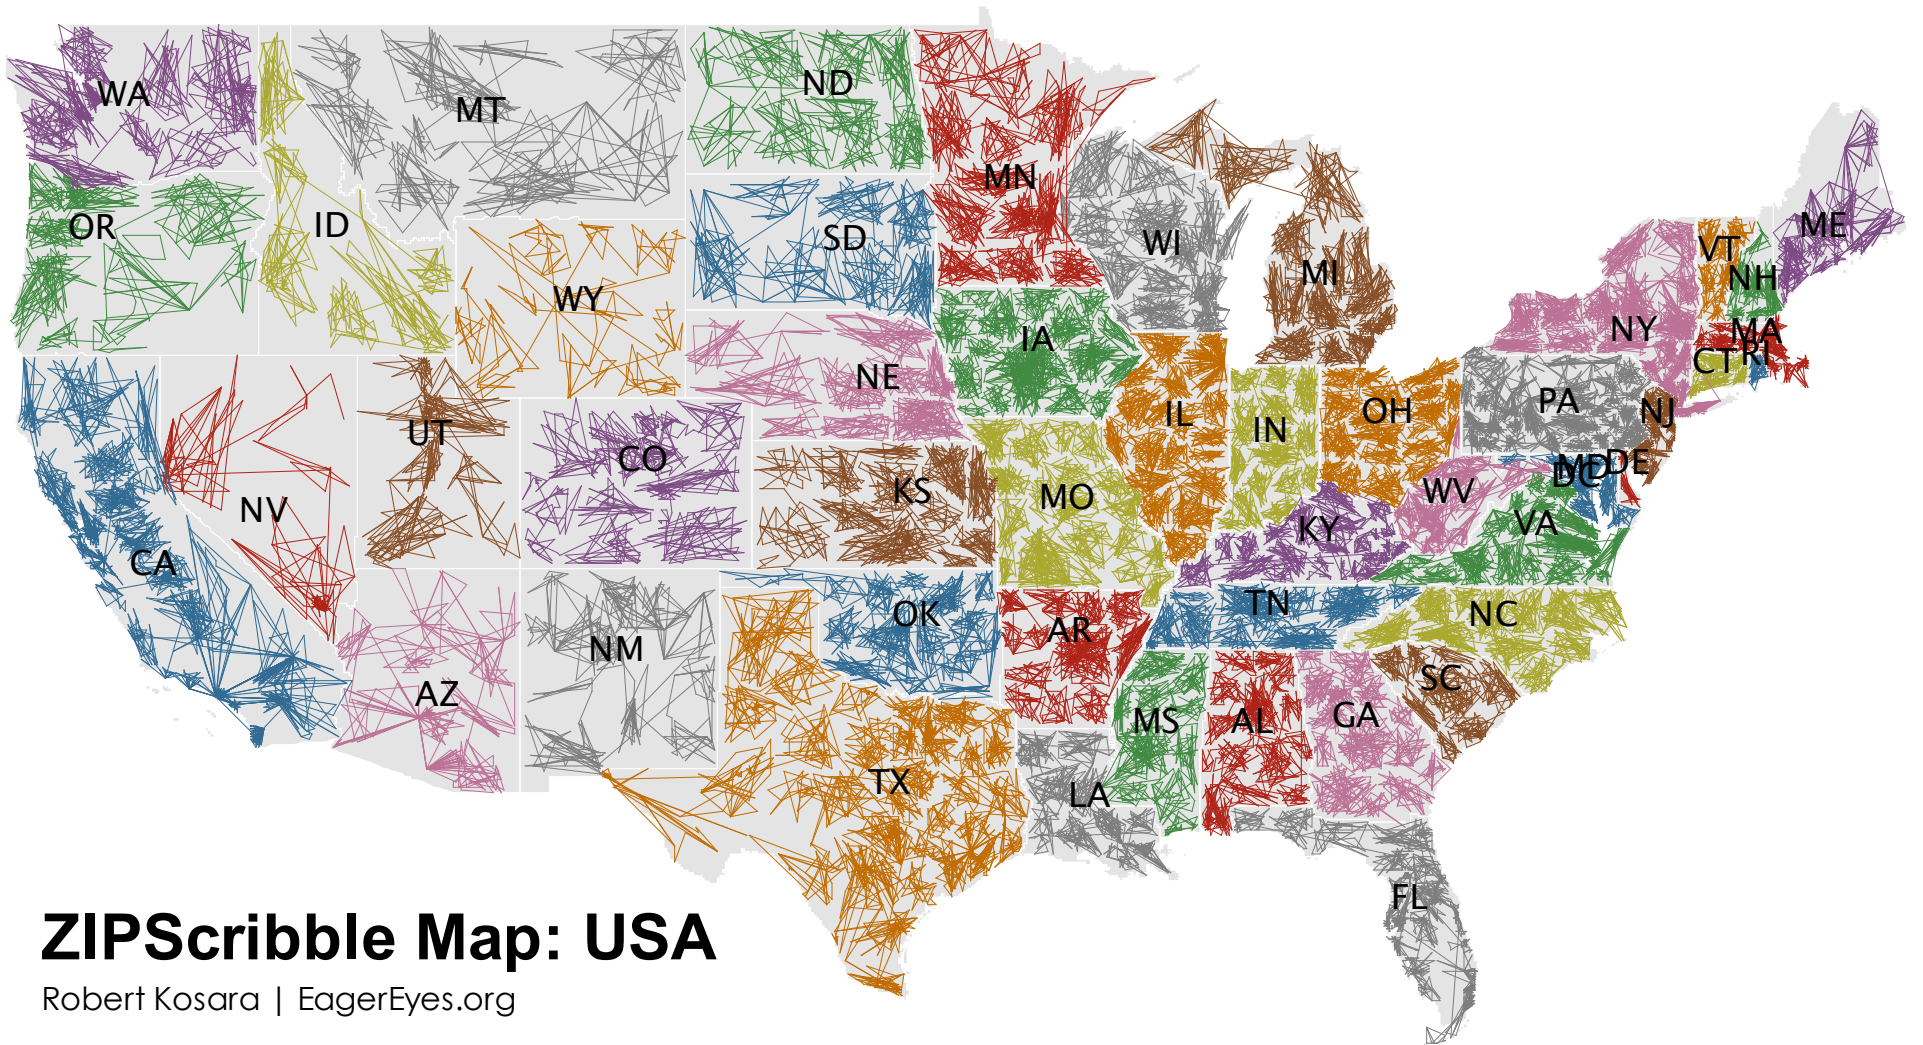 WA
MT
ND
MN
ME
OR
ID
SD
WI
MI
VT
NH
WY
NY
MA
IA
CT
RI
NE
UT
CO
IL
IN
OH
PA
NJ
KS
MO
WV
DC
MD
DE
NV
CA
KY
VA
NM
OK
AR
TN
NC
AZ
SC
MS
AL
GA
TX
LA
FL
ZIPScribble Map: USA
Robert Kosara | EagerEyes.org